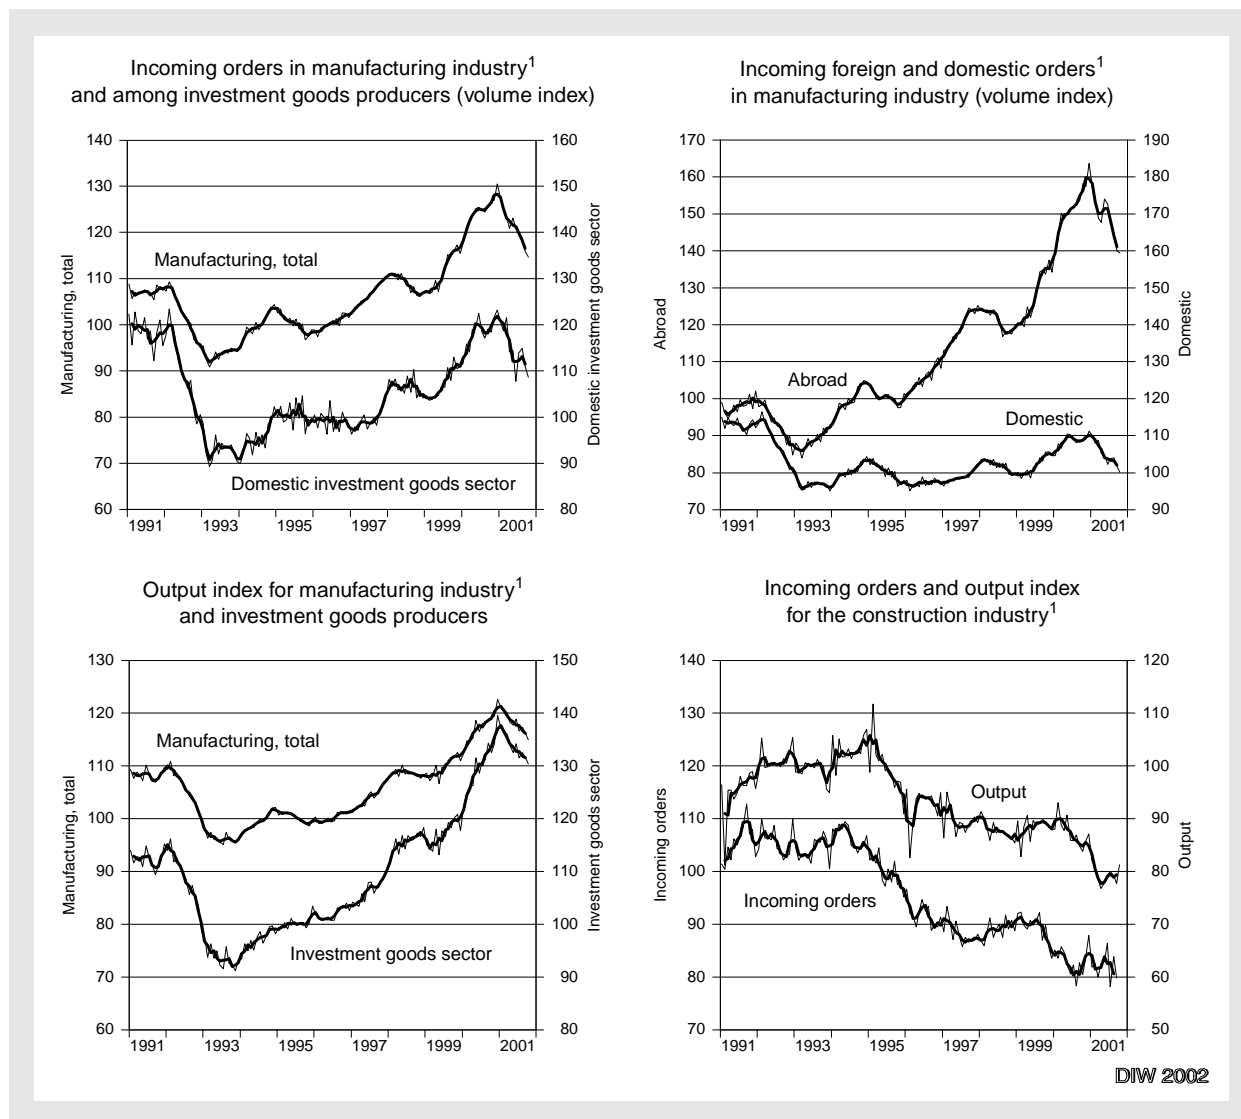 Incoming orders in manufacturing industry1
and among investment goods producers (volume index)
140
130
120
110
100
90
80
70
60
160
150
140
130
120
110
100
90
80
Manufacturing, total
Domestic investment goods sector
Manufacturing, total
Domestic investment goods sector
1991 1993 1995 1997 1999 2001
Incoming foreign and domestic orders1
in manufacturing industry (volume index)
170
160
150
140
130
120
110
100
90
80
70
190
180
170
160
150
140
130
120
110
100
90
Abroad
Domestic
Abroad
Domestic
1991 1993 1995 1997 1999 2001
Output index for manufacturing industry1
and investment goods producers
130
120
110
100
90
80
70
60
150
140
130
120
110
100
90
80
Manufacturing, total
Investment goods sector
Manufacturing, total
Investment goods sector
1991 1993 1995 1997 1999 2001
Incoming orders and output index
for the construction industry1
140
130
120
110
100
90
80
70
120
110
100
90
80
70
60
50
Incoming orders
Output
Output
Incoming orders
1991 1993 1995 1997 1999 2001
DIW 2002